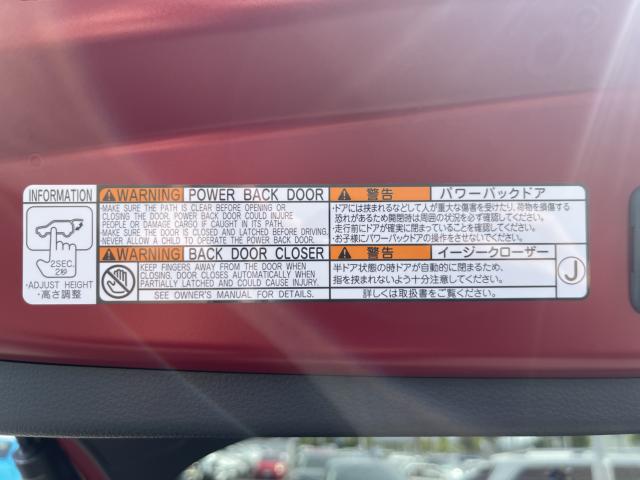 INFORMATION
2SEC.
2秒
・ADJUST HEIGHT
・高さ調整
WARNING POWER BACK DOOR
・MAKE SURE THE PATH IS CLEAR BEFORE OPENING OR
CLOSING THE DOOR. POWER BACK DOOR COULD INJURE
PEOPLE OR DAMAGE CARGO IF CAUGHT IN ITS PATH.
・MAKE SURE DOOR IS CLOSED AND LATCHED BEFORE DRIVING.
・NEVER ALLOW A CHILD TO OPERATE THE POWER BACK DOOR.
WARNING BACK DOOR CLOSER
KEEP FINGERS AWAY FROM THE DOOR WHEN
CLOSING. DOOR CLOSES AUTOMATICALLY WHEN
PARTIALLY LATCHED AND COULD CAUSE INJURY.
SEE OWNER'S MANUAL FOR DETAILS.
警告 パワーバックドア
・ドアには挟まれるなどして人が重大な傷害を受けたり、荷物を損傷する
恐れがあるため開閉時は周囲の状況を必ず確認してください。
・走行前にドアが確実に閉まっていることを確認してください。
・お子様にパワーバックドアの操作をさせないでください。
警告 イージークローザー
半ドア状態の時ドアが自動的に閉まるため、
指を挟まれないよう十分注意してください。
詳しくは取扱書をご覧ください。
J